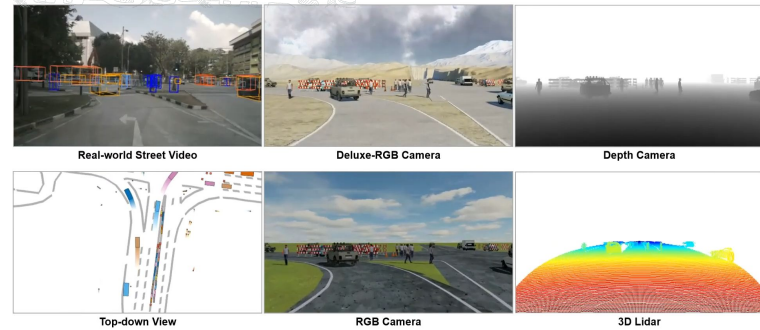 Real-world Street Video
Deluxe-RGB Camera
Depth Camera
Top-down View
RGB Camera
3D Lidar